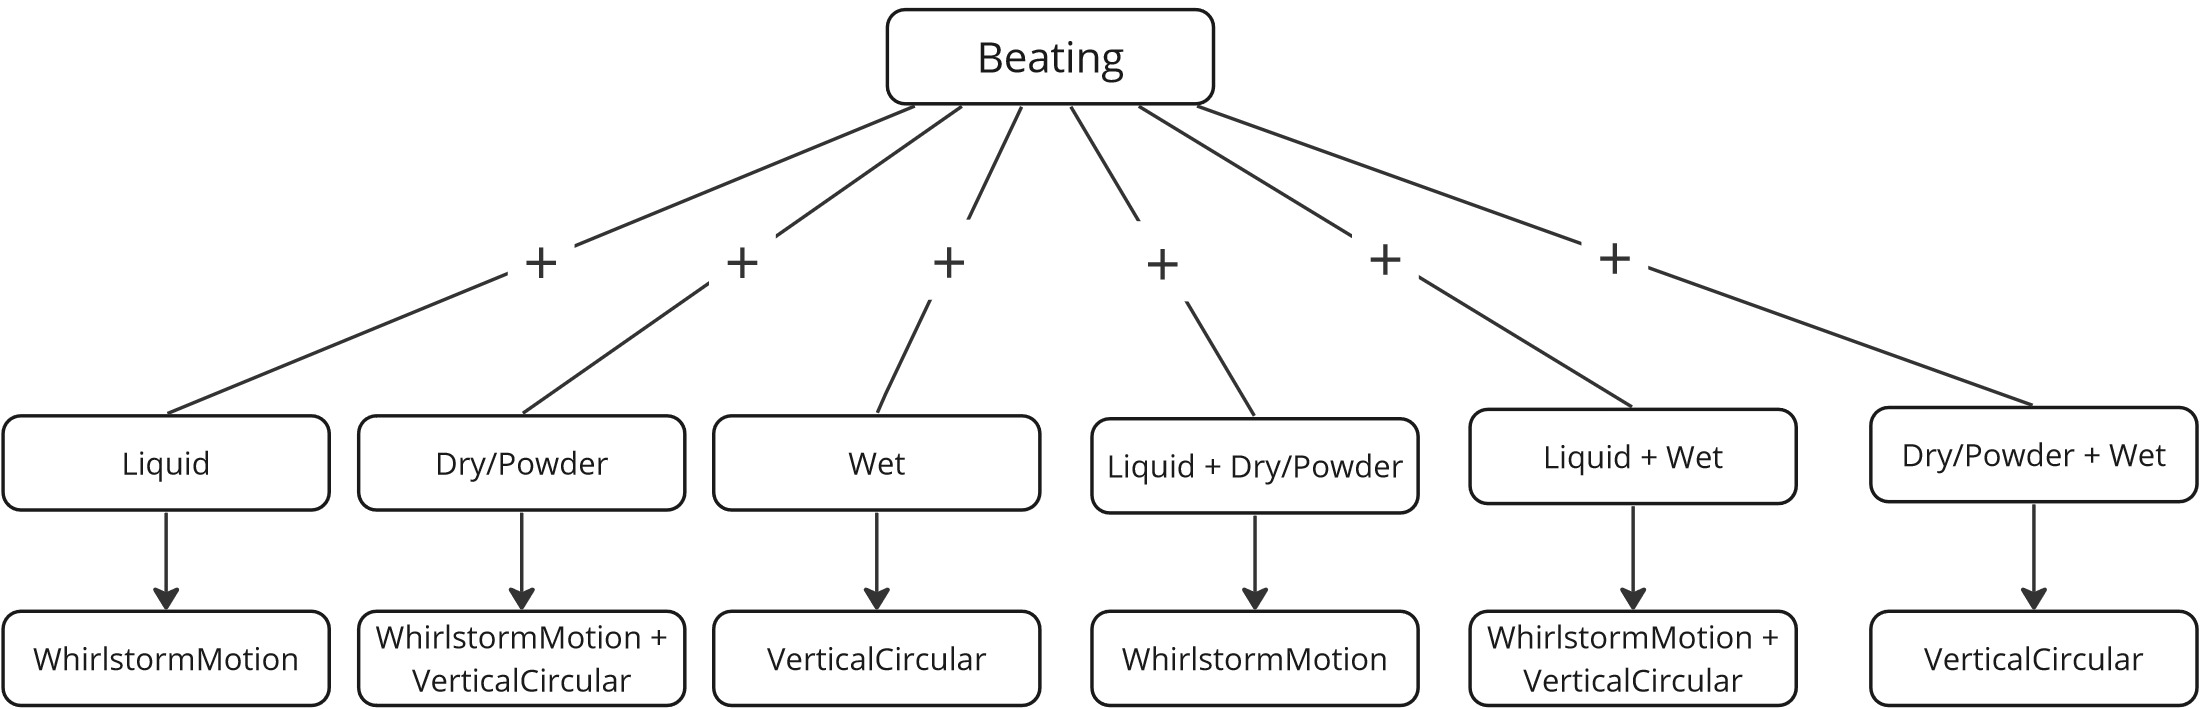 Beating
+ + + + + +
Liquid
Dry/Powder
Wet
Liquid + Dry/Powder
Liquid + Wet
Dry/Powder + Wet
WhirlstormMotion
WhirlstormMotion +
VerticalCircular
VerticalCircular
WhirlstormMotion
WhirlstormMotion +
VerticalCircular
VerticalCircular